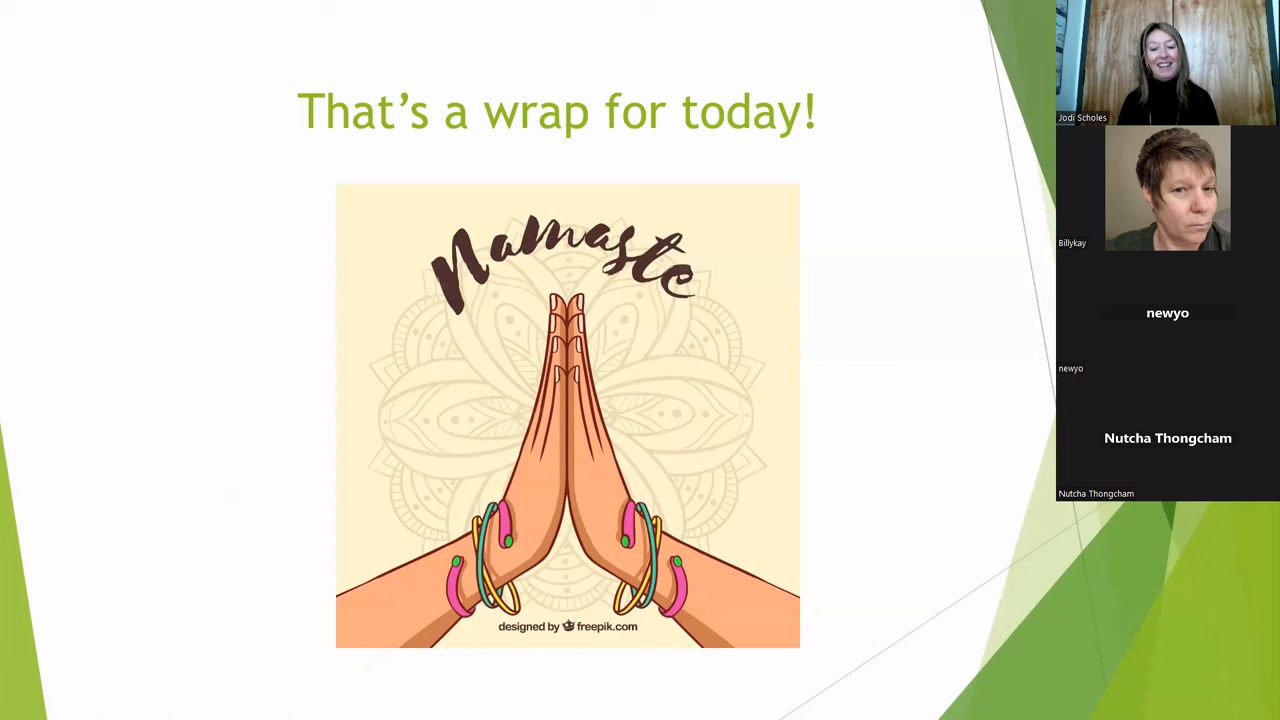 That’s a wrap for today!
Namaste
designed by freepik.com
Jodi Scholes
Billykay
newyo
newyo
Nutcha Thongcham
Nutcha Thongcham